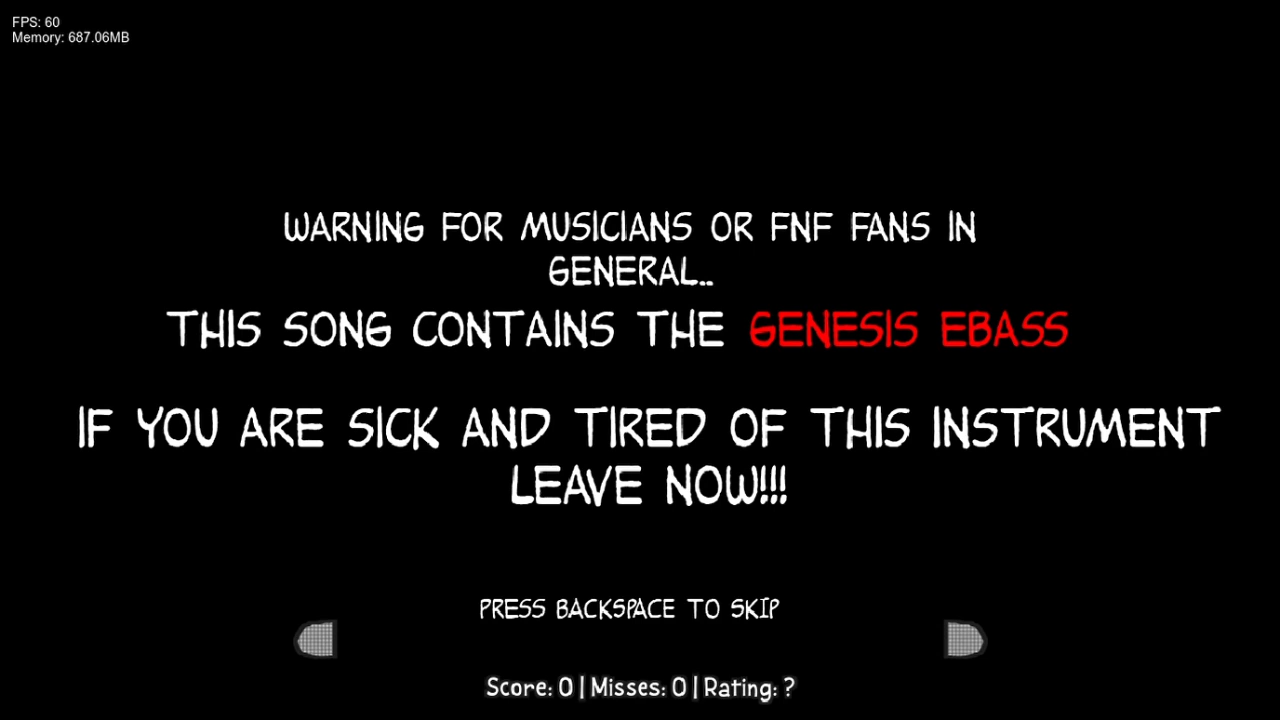 FPS: 60
Memory: 687.06MB
WARNING FOR MUSICIANS OR FNF FANS IN
GENERAL..
THIS SONG CONTAINS THE GENESIS EBASS
IF YOU ARE SICK AND TIRED OF THIS INSTRUMENT
LEAVE NOW!!!
PRESS BACKSPACE TO SKIP
Score: 0 | Misses: 0 | Rating: ?